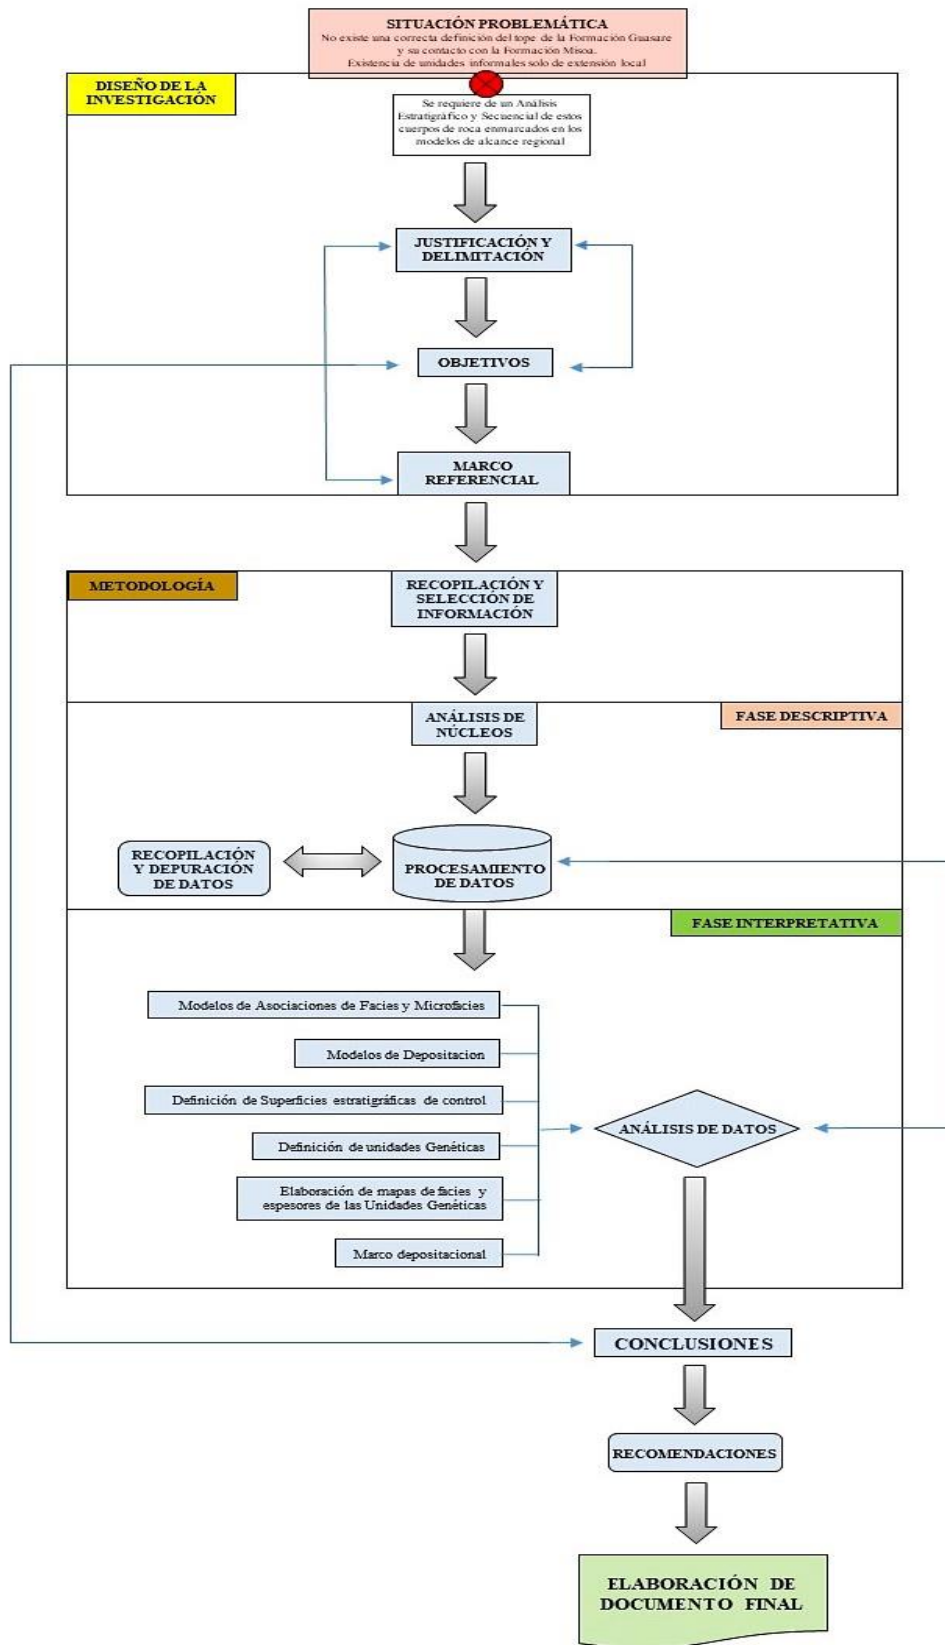 SITUACIÓN PROBLEMÁTICA
No existe una correcta definición del tope de la Formación Guasare
y su contacto con la Formación Misoa.
Existencia de unidades informales solo de extensión local
DISEÑO DE LA
INVESTIGACIÓN
Se requiere de un Análisis
Estratigráfico y Secuencial de estos
cuerpos de roca enmarcados en los
modelos de alcance regional
JUSTIFICACIÓN Y
DELIMITACIÓN
OBJETIVOS
MARCO
REFERENCIAL
METODOLOGÍA
RECOPILACIÓN Y
SELECCIÓN DE
INFORMACIÓN
FASE DESCRIPTIVA
ANÁLISIS DE
NÚCLEOS
RECOPILACIÓN
Y DEPURACIÓN
DE DATOS
PROCESAMIENTO
DE DATOS
FASE INTERPRETATIVA
Modelos de Asociaciones de Facies y Microfacies
Modelos de Depositacion
Definición de Superficies estratigráficas de control
Definición de unidades Genéticas
Elaboración de mapas de facies y
espesores de las Unidades Genéticas
Marco depositacional
ANÁLISIS DE DATOS
CONCLUSIONES
RECOMENDACIONES
ELABORACIÓN DE
DOCUMENTO FINAL